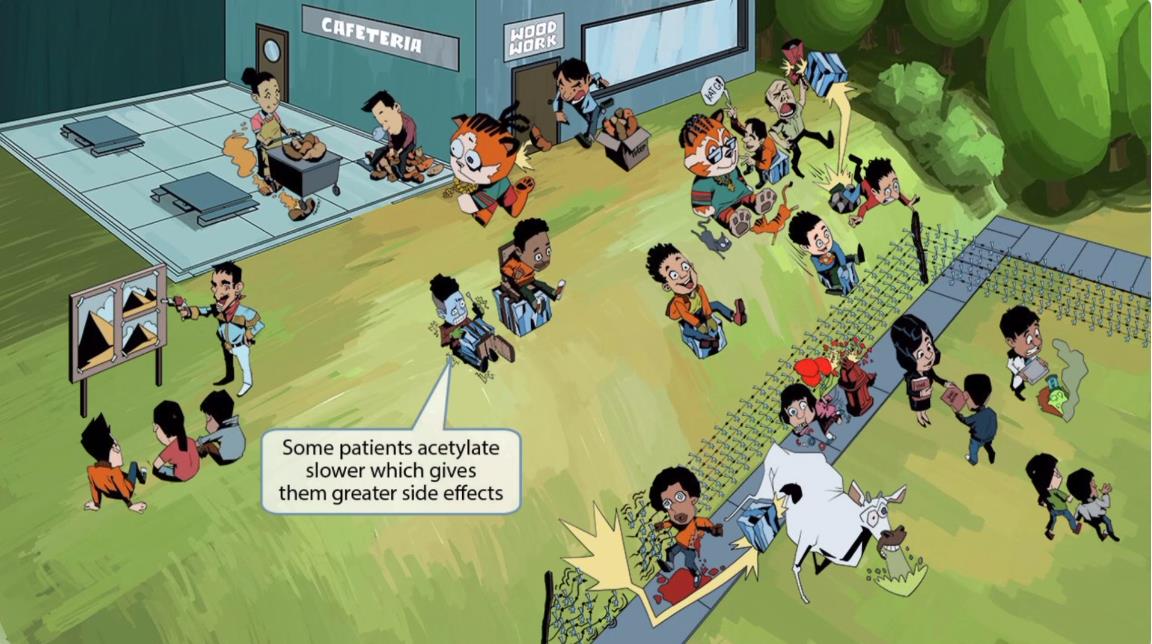 CAFETERIA
WOOD
WORK
Some patients acetylate
slower which gives
them greater side effects